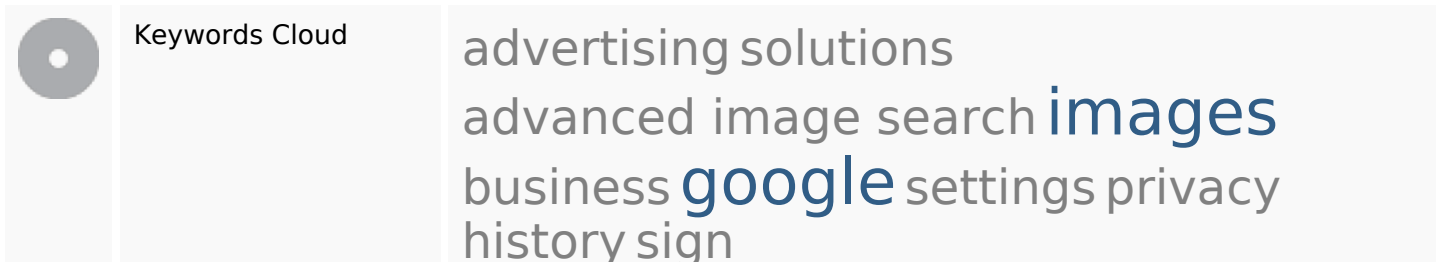 Keywords Cloud
advertising solutions
advanced image search images
business google settings privacy
history sign